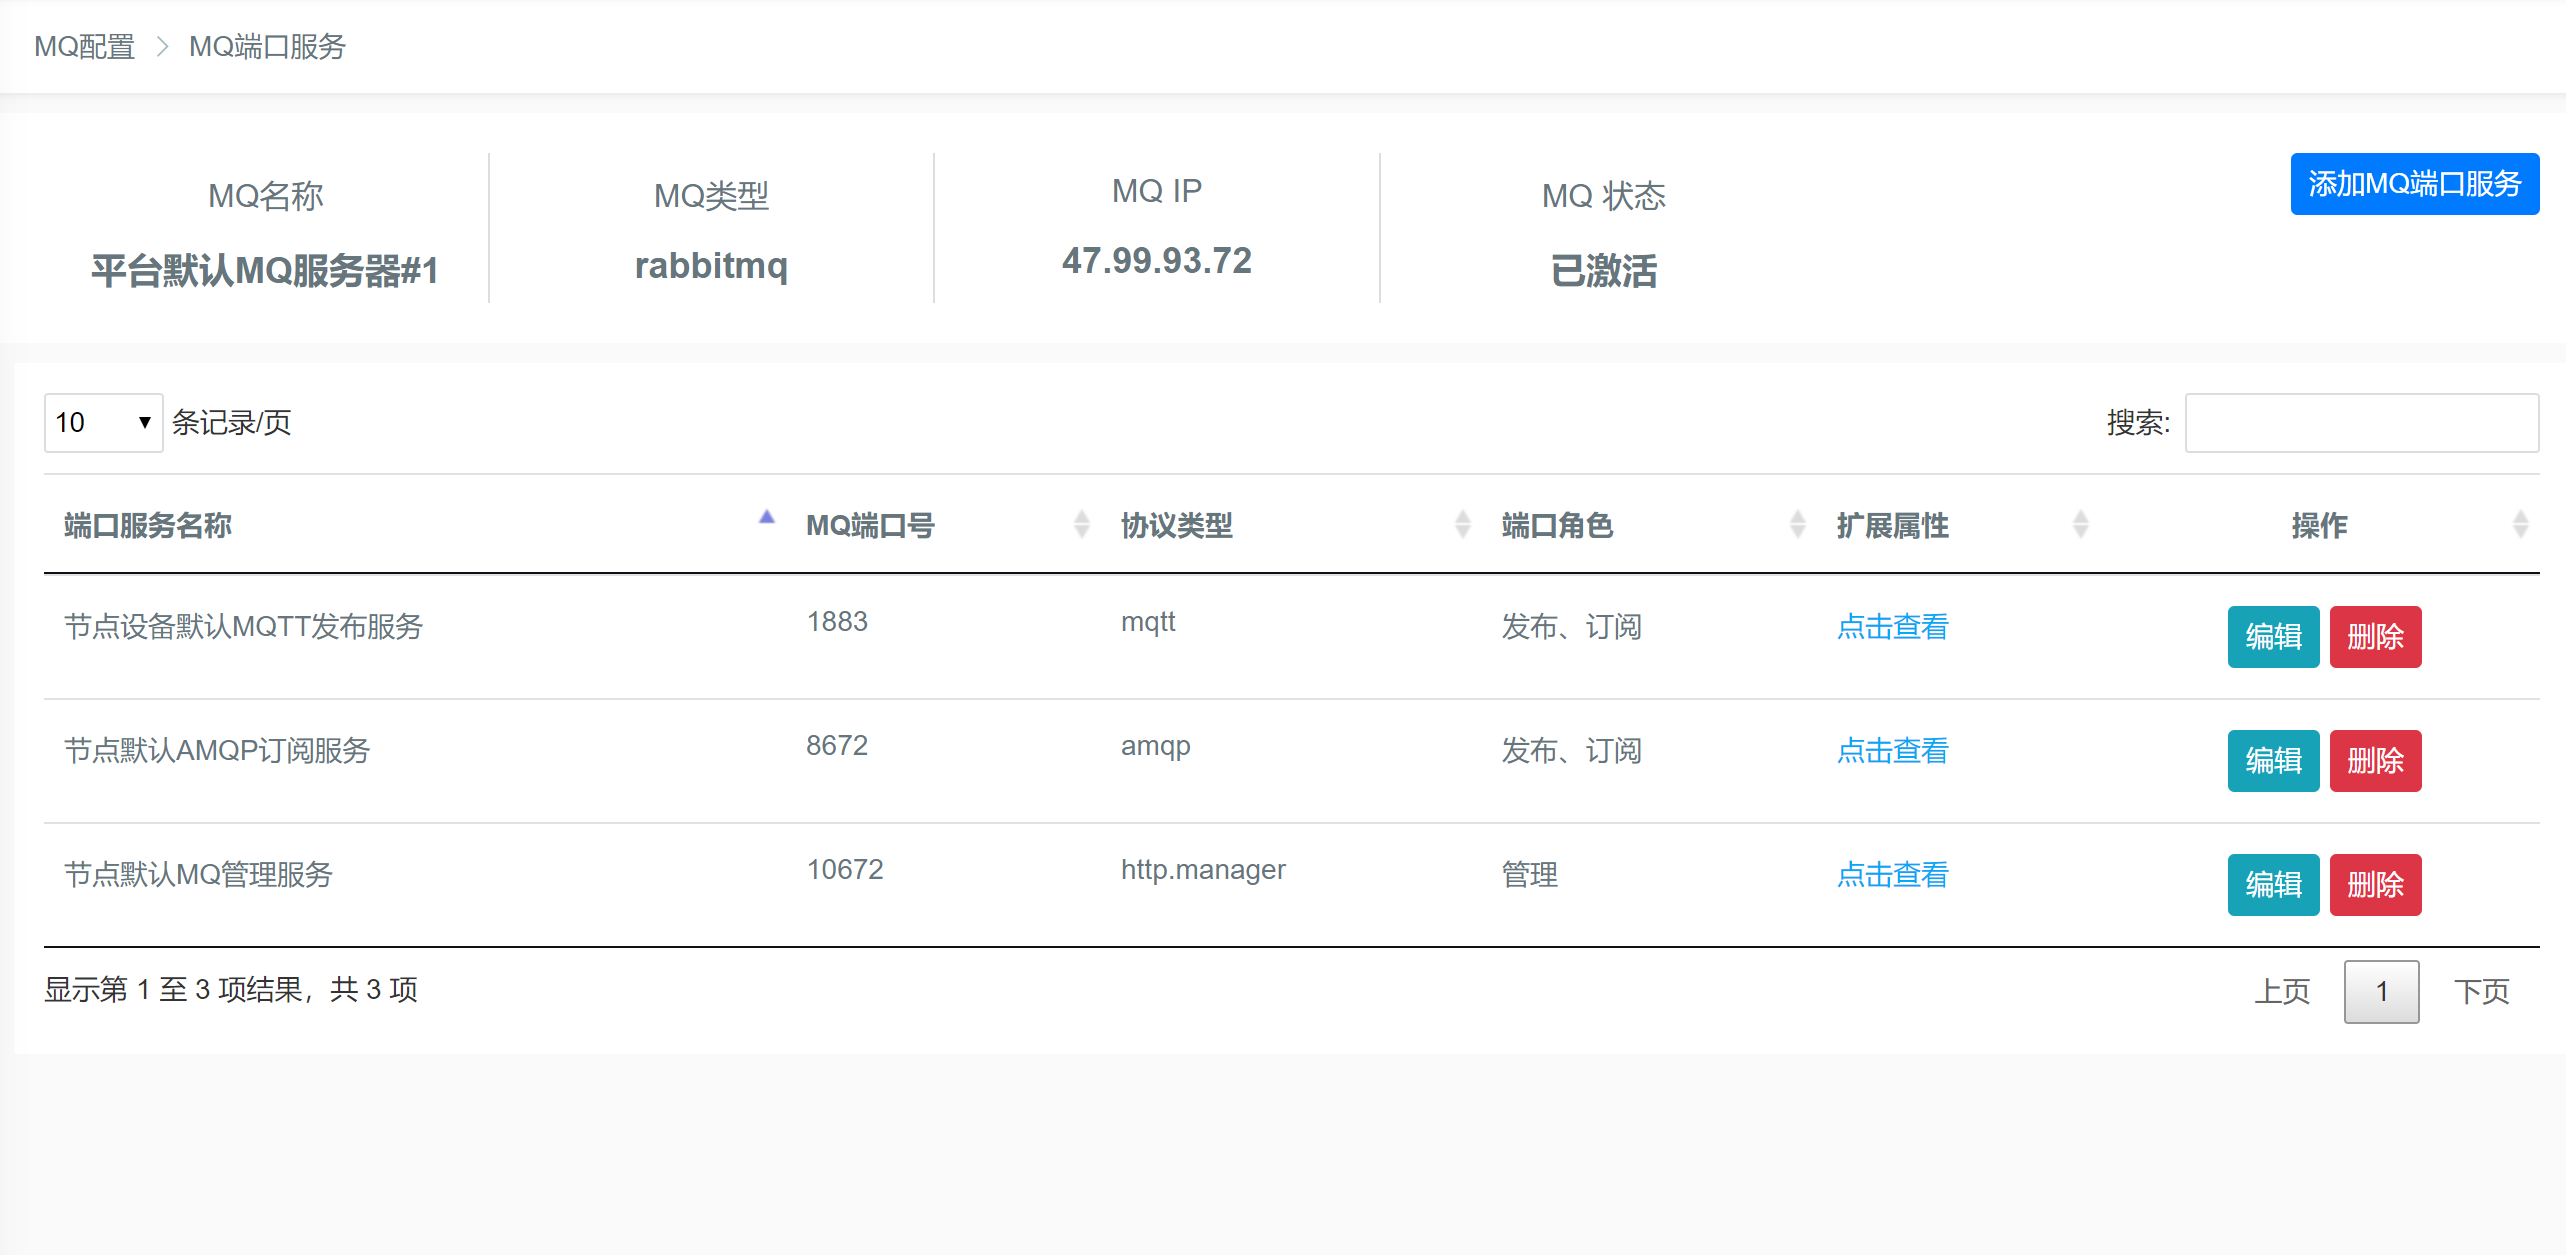 MQ配置 > MQ端口服务
MQ名称 MQ类型 MQ IP MQ 状态 添加MQ端口服务
平台默认MQ服务器#1 rabbitmq 47.99.93.72 已激活
10 条记录/页 搜索:
端口服务名称 MQ端口号 协议类型 端口角色 扩展属性 操作
节点设备默认MQTT发布服务 1883 mqtt 发布、订阅 点击查看 编辑 删除
节点默认AMQP订阅服务 8672 amqp 发布、订阅 点击查看 编辑 删除
节点默认MQ管理服务 10672 http.manager 管理 点击查看 编辑 删除
显示第 1 至 3 项结果，共 3 项 上页 1 下页